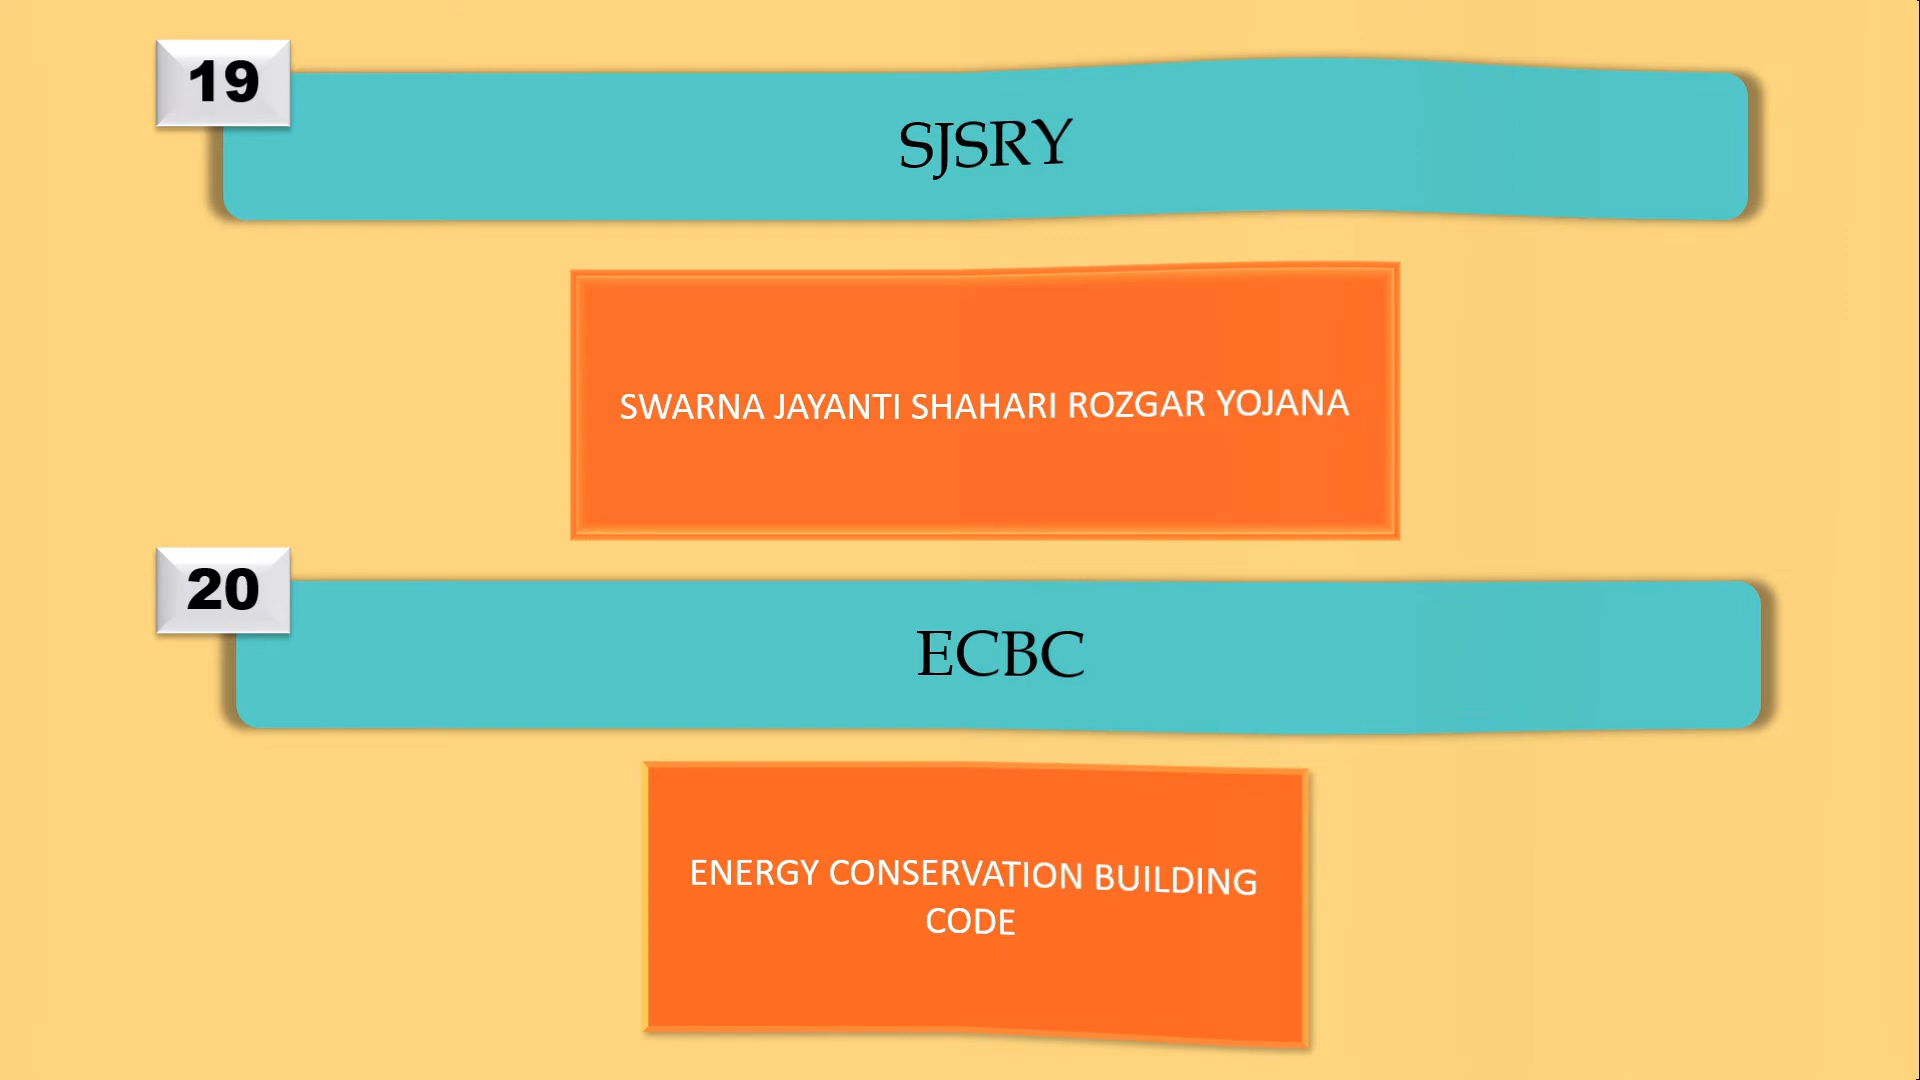 19
SJSRY
SWARNA JAYANTI SHAHARI ROZGAR YOJANA
20
ECBC
ENERGY CONSERVATION BUILDING
CODE